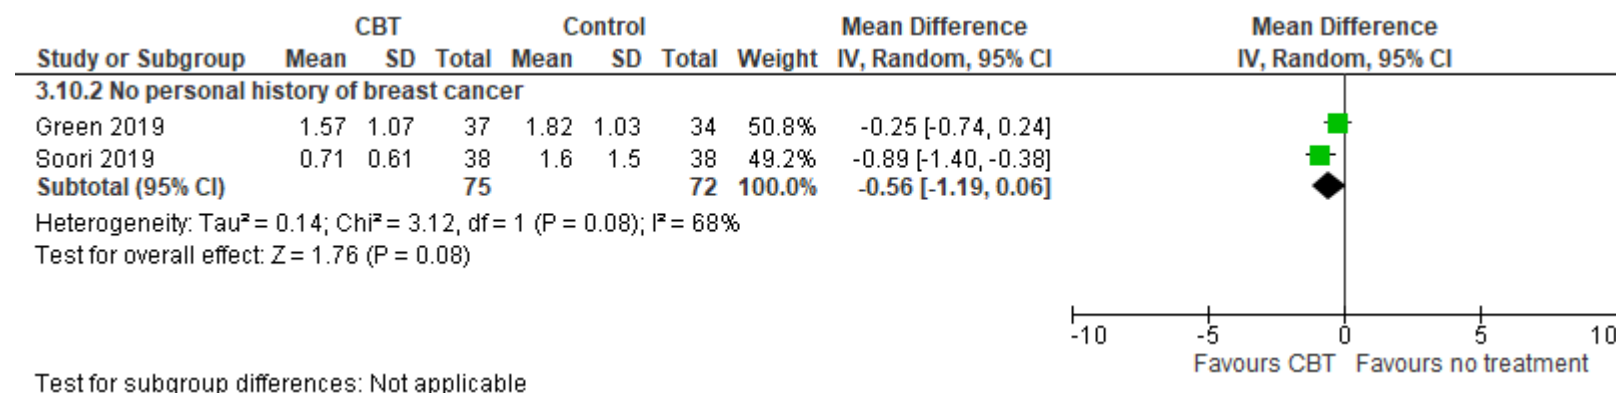 CBT Control Mean Difference Mean Difference
Study or Subgroup Mean SD Total Mean SD Total Weight IV, Random, 95% CI IV, Random, 95% CI
3.10.2 No personal history of breast cancer
Green 2019 1.57 1.07 37 1.82 1.03 34 50.8% -0.25 [-0.74, 0.24]
Soori 2019 0.71 0.61 38 1.6 1.5 38 49.2% -0.89 [-1.40, -0.38]
Subtotal (95% CI) 75 72 100.0% -0.56 [-1.19, 0.06]
Heterogeneity: Tau² = 0.14; Chi² = 3.12, df = 1 (P = 0.08); I² = 68%
Test for overall effect: Z = 1.76 (P = 0.08)
-10 -5 0 5 10
Favours CBT Favours no treatment
Test for subgroup differences: Not applicable